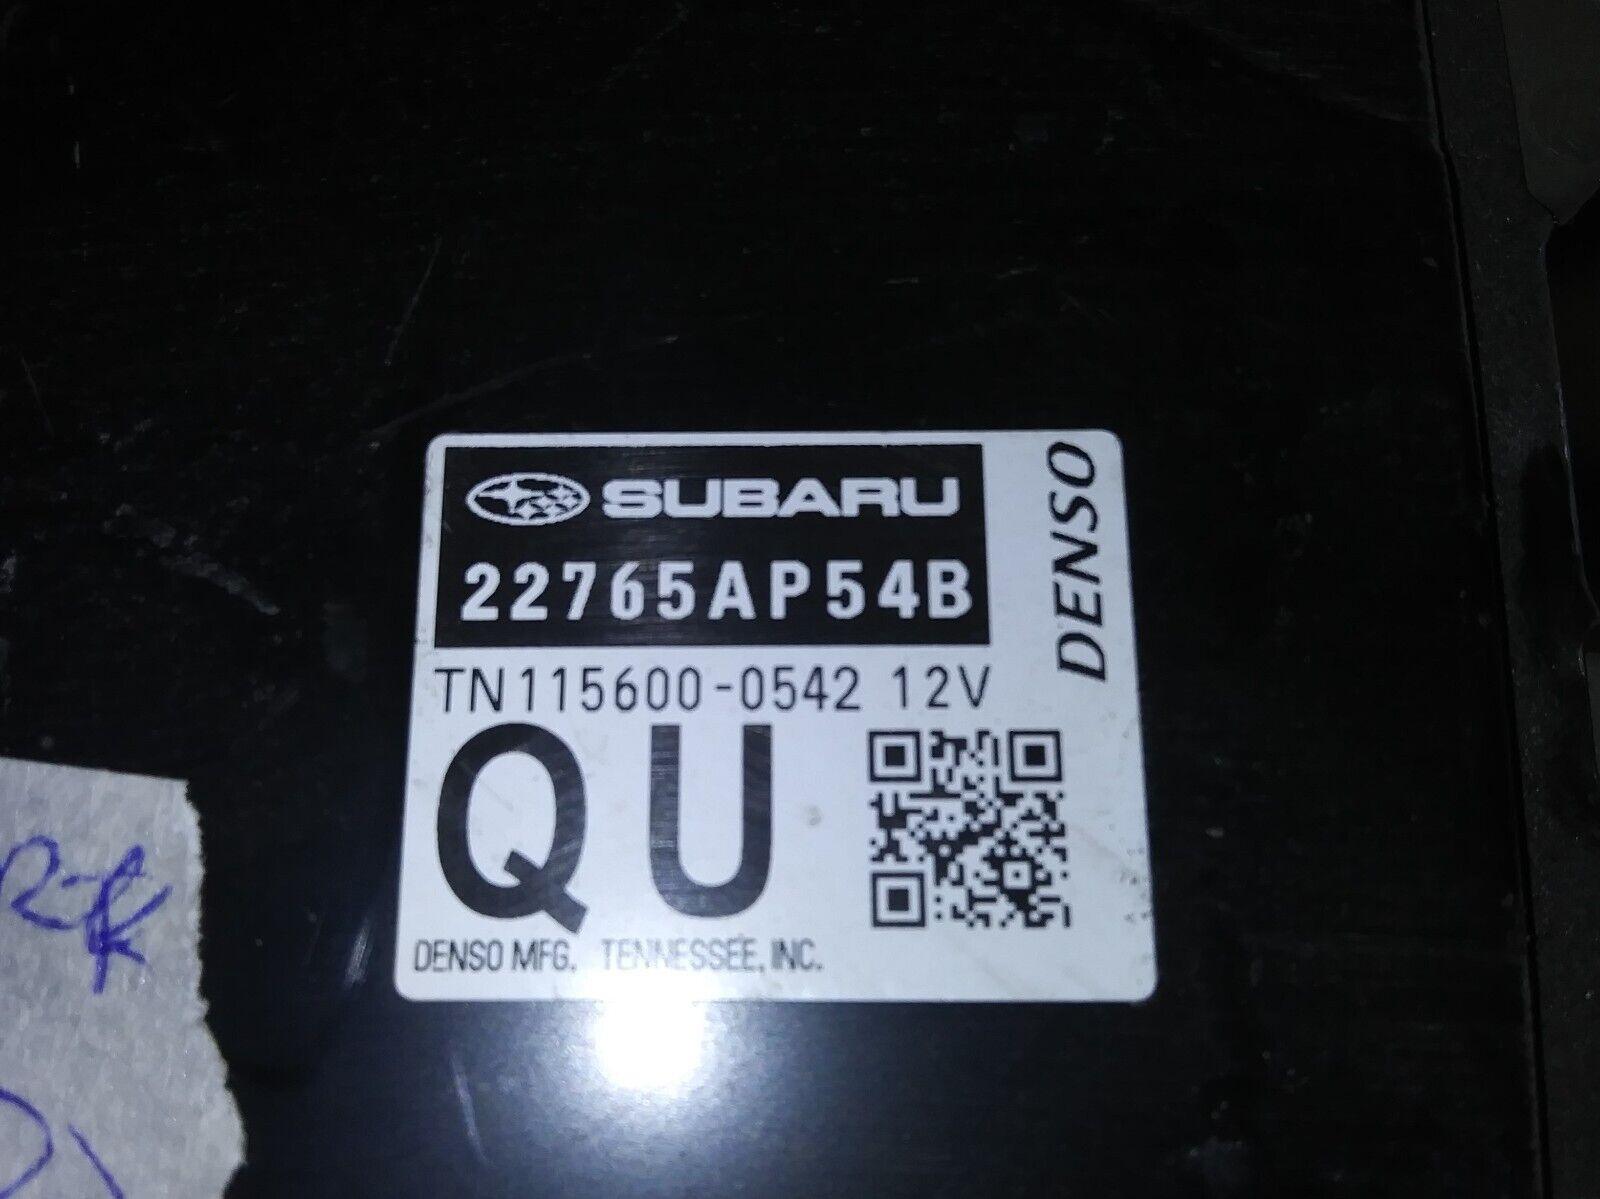 SUBARU
22765AP54B
DENSO
TN115600-0542 12V
QU
DENSO MFG. TENNESSEE, INC.